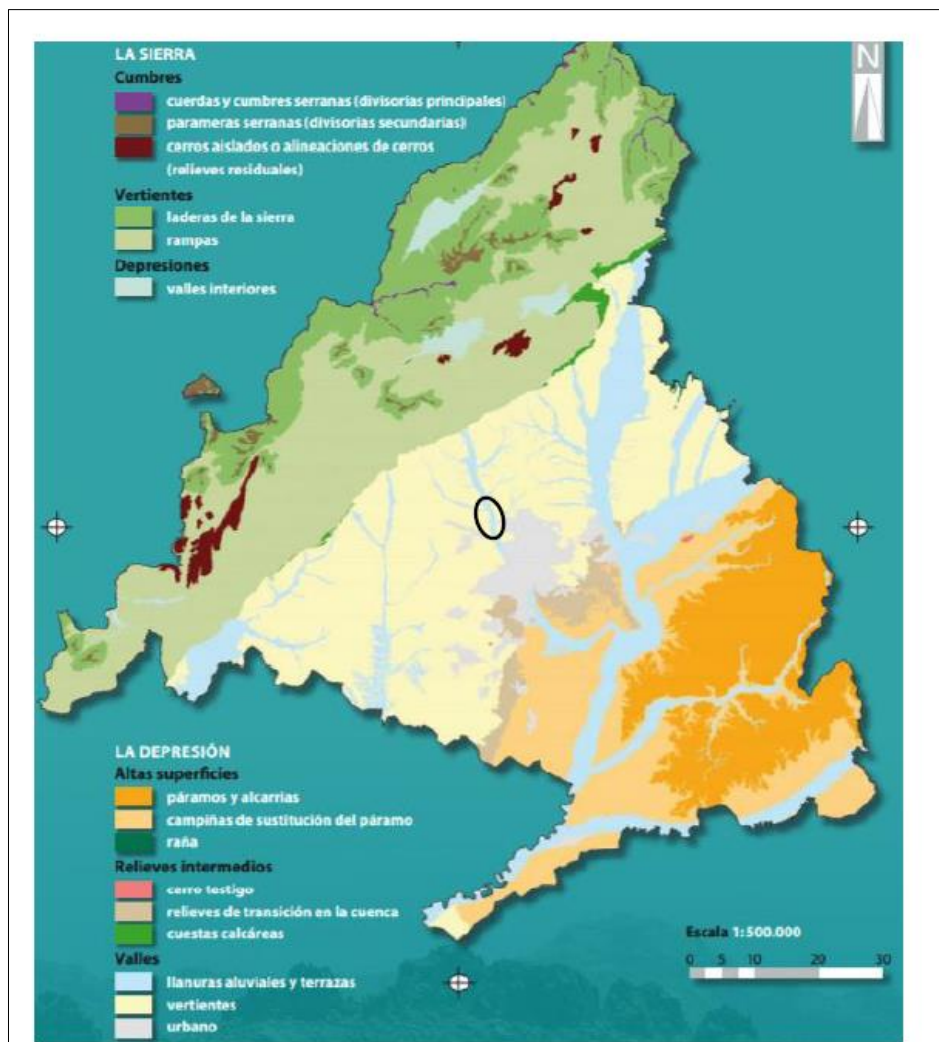 LA SIERRA
Cumbres
cuerdas y cumbres serranas (divisorias principales)
parameras serranas (divisorias secundarias)
cerros aislados o alineaciones de cerros
(relieves residuales)
Vertientes
laderas de la sierra
rampas
Depresiones
valles interiores
N
LA DEPRESIÓN
Altas superficies
páramos y alcarrias
campiñas de sustitución del páramo
raña
Relieves intermedios
cerro testigo
relieves de transición en la cuenca
cuestas calcáreas
Valles
llanuras aluviales y terrazas
vertientes
urbano
Escala 1:500.000
0 5 10 20 30